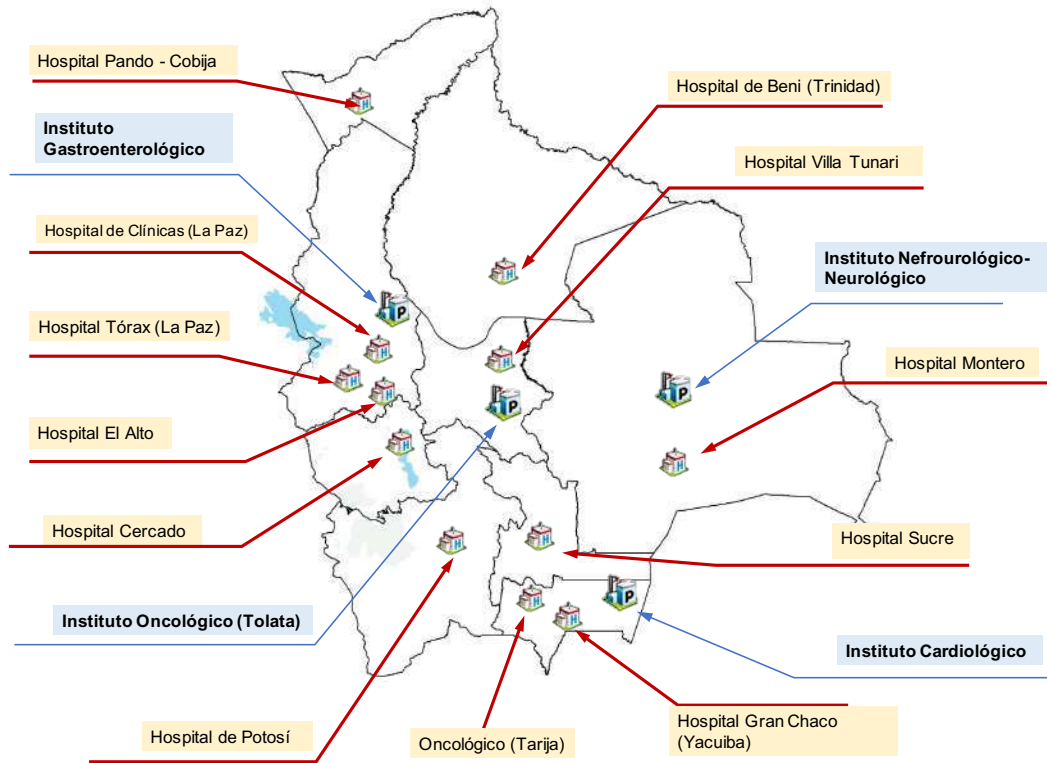 Hospital Pando - Cobija
Hospital de Beni (Trinidad)
Instituto
Gastroenterológico
Hospital Villa Tunari
Hospital de Clínicas (La Paz)
Instituto Nefrourológico-
Neurológico
Hospital Tórax (La Paz)
Hospital Montero
Hospital El Alto
Hospital Cercado
Hospital Sucre
Instituto Oncológico (Tolata)
Instituto Cardiológico
Hospital de Potosí
Oncológico (Tarija)
Hospital Gran Chaco
(Yacuiba)
H
H
P
H
H
H
P
H
P
H
H
H
H
P
H
H